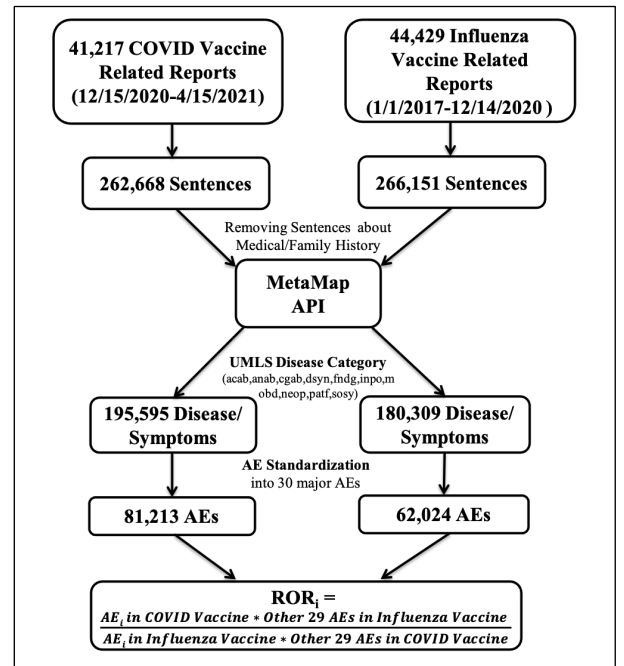 41,217 COVID Vaccine
Related Reports
(12/15/2020-4/15/2021)
44,429 Influenza
Vaccine Related
Reports
(1/1/2017-12/14/2020 )
262,668 Sentences
266,151 Sentences
Removing Sentences about
Medical/Family History
MetaMap
API
UMLS Disease Category
(acab,anab,cgab,dsyn,fndg,inpo,m
obd,neop,patf,sosy)
195,595 Disease/
Symptoms
180,309 Disease/
Symptoms
AE Standardization
into 30 major AEs
81,213 AEs
62,024 AEs
RORi =
AEi in COVID Vaccine * Other 29 AEs in Influenza Vaccine
AEi in Influenza Vaccine * Other 29 AEs in COVID Vaccine